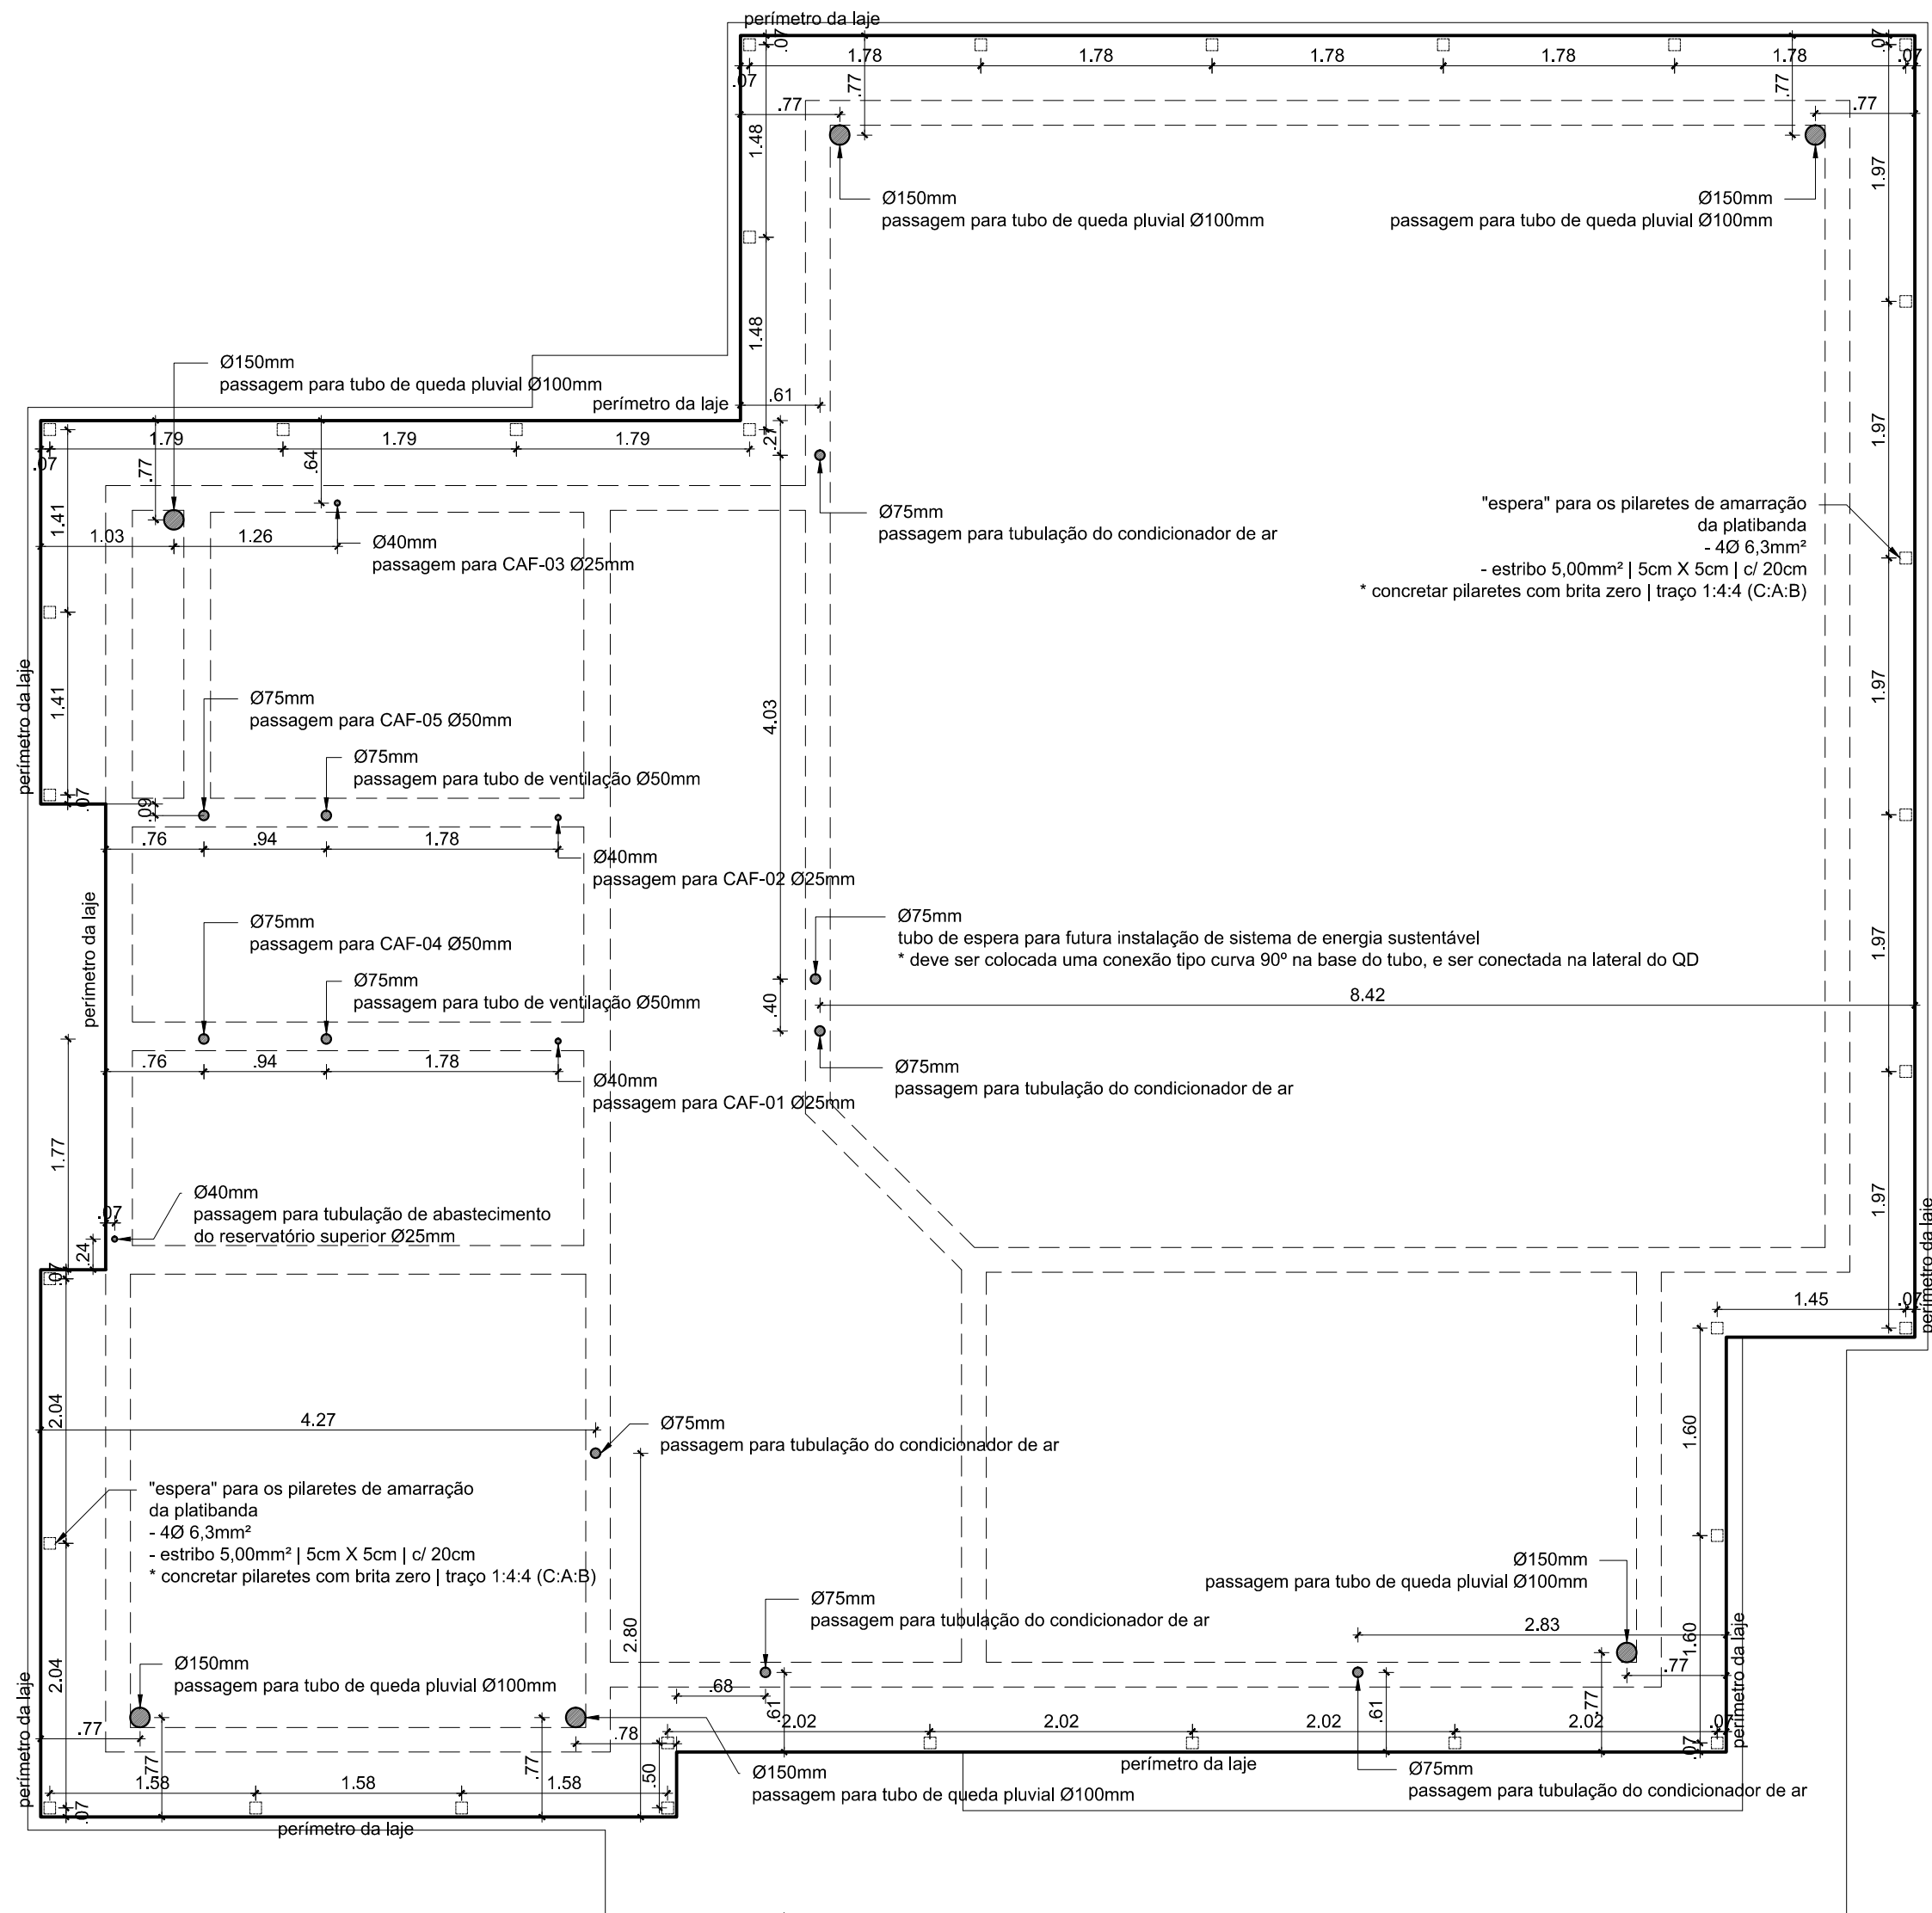 perímetro da laje
.07
.07
1.78
1.78
1.78
1.78
1.78
.07
.07
.77
.77
.77
.77
1.48
1.97
Ø150mm
passagem para tubo de queda pluvial Ø100mm
Ø150mm
passagem para tubo de queda pluvial Ø100mm
1.48
Ø150mm
passagem para tubo de queda pluvial Ø100mm
perímetro da laje
.61
.27
1.97
1.79
1.79
1.79
.07
.77
.64
1.41
1.03
1.26
Ø40mm
passagem para CAF-03 Ø25mm
Ø75mm
passagem para tubulação do condicionador de ar
"espera" para os pilaretes de amarração
da platibanda
- 4Ø 6,3mm²
- estribo 5,00mm² | 5cm X 5cm | c/ 20cm
* concretar pilaretes com brita zero | traço 1:4:4 (C:A:B)
perímetro da laje
1.41
Ø75mm
passagem para CAF-05 Ø50mm
4.03
1.97
Ø75mm
passagem para tubo de ventilação Ø50mm
.07
.09
.76
.94
1.78
Ø40mm
passagem para CAF-02 Ø25mm
perímetro da laje
Ø75mm
passagem para CAF-04 Ø50mm
Ø75mm
tubo de espera para futura instalação de sistema de energia sustentável
* deve ser colocada uma conexão tipo curva 90º na base do tubo, e ser conectada na lateral do QD
1.97
Ø75mm
passagem para tubo de ventilação Ø50mm
.40
8.42
.76
.94
1.78
Ø40mm
passagem para CAF-01 Ø25mm
Ø75mm
passagem para tubulação do condicionador de ar
1.77
Ø40mm
passagem para tubulação de abastecimento
do reservatório superior Ø25mm
.07
.24
.07
1.97
perímetro da laje
1.45
.07
2.04
4.27
Ø75mm
passagem para tubulação do condicionador de ar
1.60
"espera" para os pilaretes de amarração
da platibanda
- 4Ø 6,3mm²
- estribo 5,00mm² | 5cm X 5cm | c/ 20cm
* concretar pilaretes com brita zero | traço 1:4:4 (C:A:B)
Ø150mm
passagem para tubo de queda pluvial Ø100mm
Ø75mm
passagem para tubulação do condicionador de ar
2.80
2.83
1.60
perímetro da laje
2.04
perímetro da laje
Ø150mm
passagem para tubo de queda pluvial Ø100mm
.68
.61
.77
.61
.77
.77
.78
2.02
2.02
2.02
2.02
.07
.07
.77
.77
1.58
1.58
1.58
.50
.07
Ø150mm
passagem para tubo de queda pluvial Ø100mm
perímetro da laje
Ø75mm
passagem para tubulação do condicionador de ar
perímetro da laje